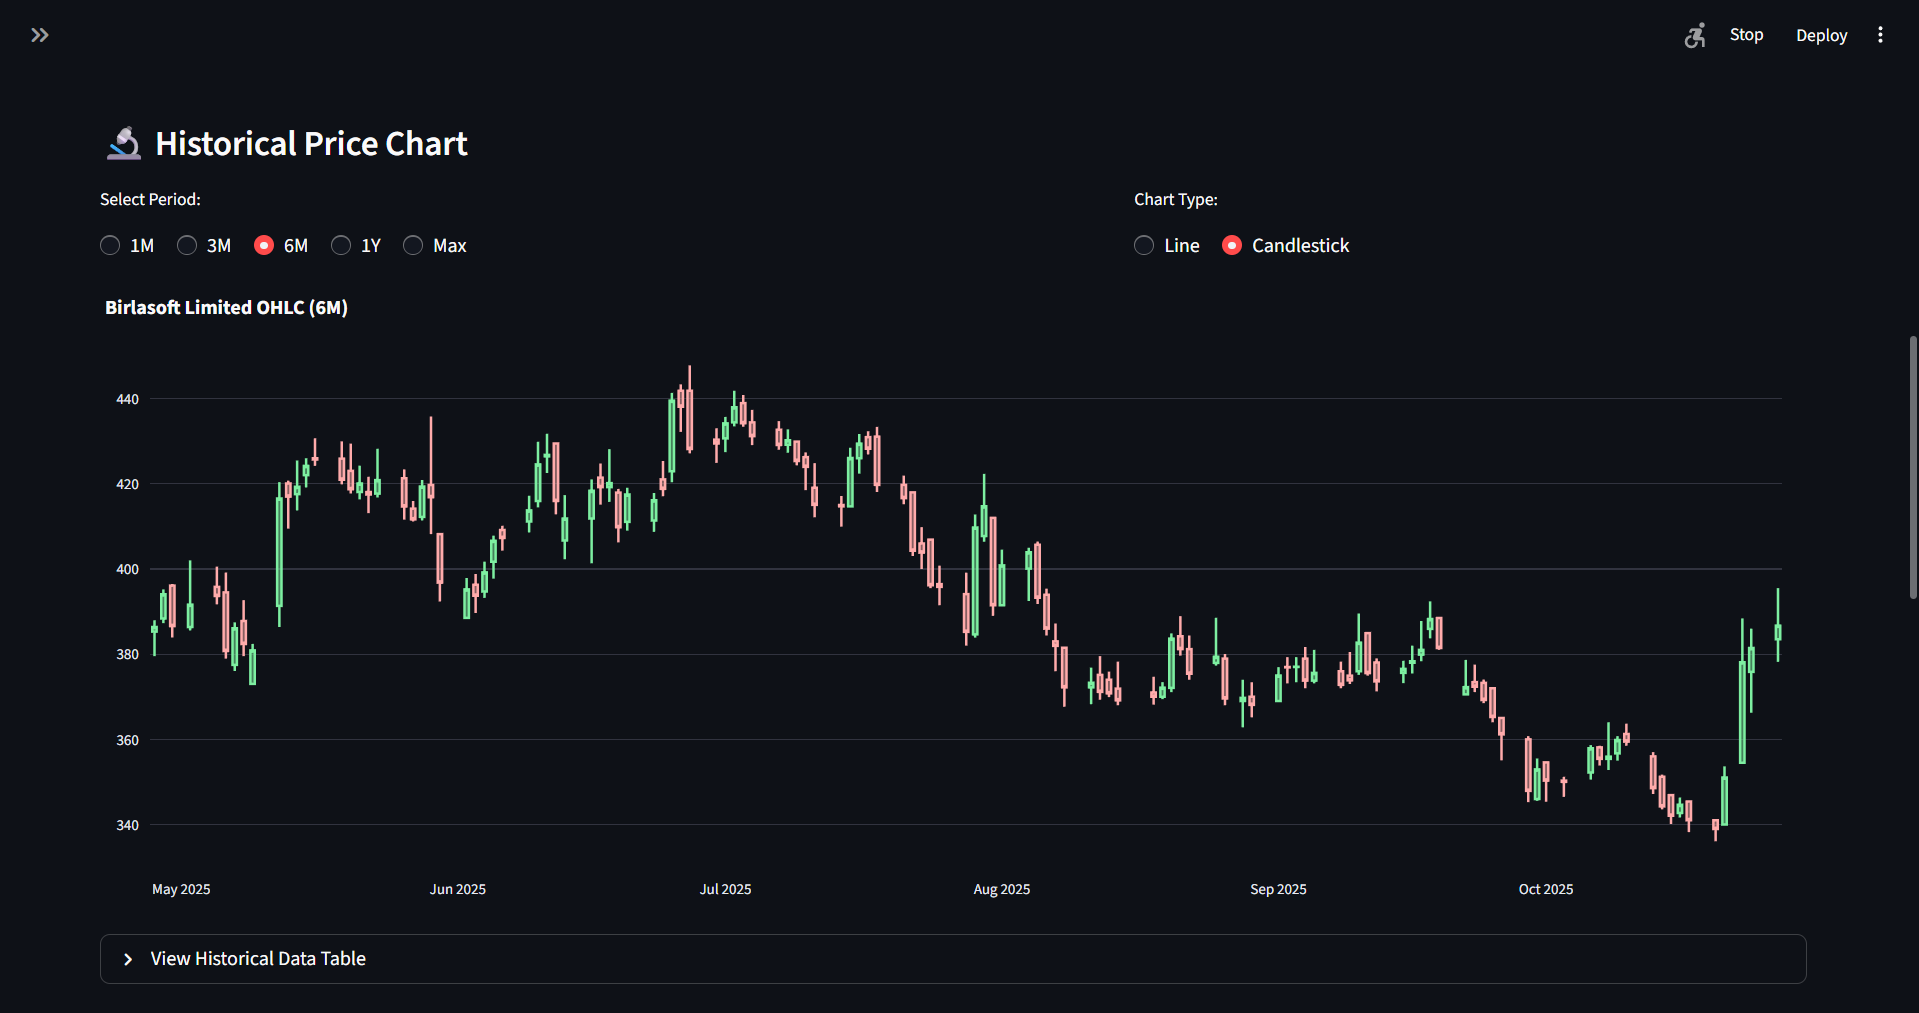 Stop Deploy
Historical Price Chart
Select Period:
Chart Type:
1M 3M 6M 1Y Max
Line Candlestick
Birlasoft Limited OHLC (6M)
440
420
400
380
360
340
May 2025 Jun 2025 Jul 2025 Aug 2025 Sep 2025 Oct 2025
View Historical Data Table